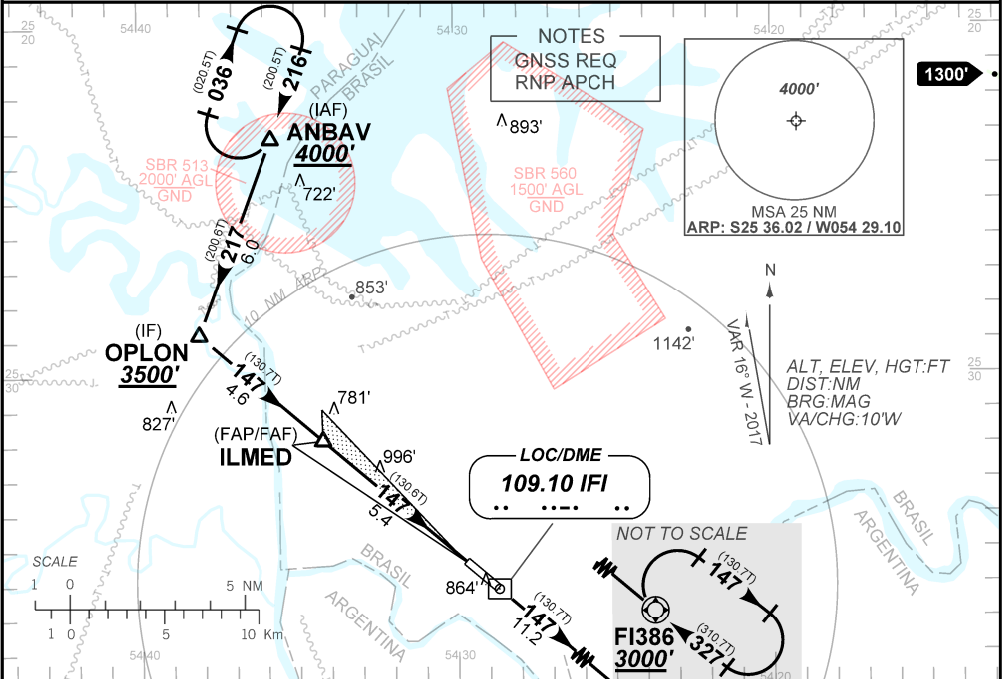 25
20
54°40
54°30
54°20
25
20
NOTES
GNSS REQ
RNP APCH
4000'
MSA 25 NM
ARP: S25 36.02 / W054 29.10
1300'
(020.5T)
036
(200.5T)
216
PARAGUAI
BRASIL
(IAF)
ANBAV
4000'
722'
893'
SBR 513
2000' AGL
GND
SBR 560
1500' AGL
GND
(200.6T)
217
6.0
10 NM ARP
853'
1142'
N
VAR 16° W - 2017
ALT, ELEV, HGT:FT
DIST:NM
BRG:MAG
VA/CHG:10'W
(IF)
OPLON
3500'
25
30
25
30
(130.7T)
147
4.6
827'
781'
(FAP/FAF)
ILMED
996'
(130.6T)
147
5.4
LOC/DME
109.10 IFI
BRASIL
ARGENTINA
NOT TO SCALE
SCALE
1 0 5 NM
1 0 5 10 Km
BRASIL
ARGENTINA
864'
(130.7T)
147
11.2
(130.7T)
147
(310.7T)
327
FI386
3000'
54°40
54°30
54°20